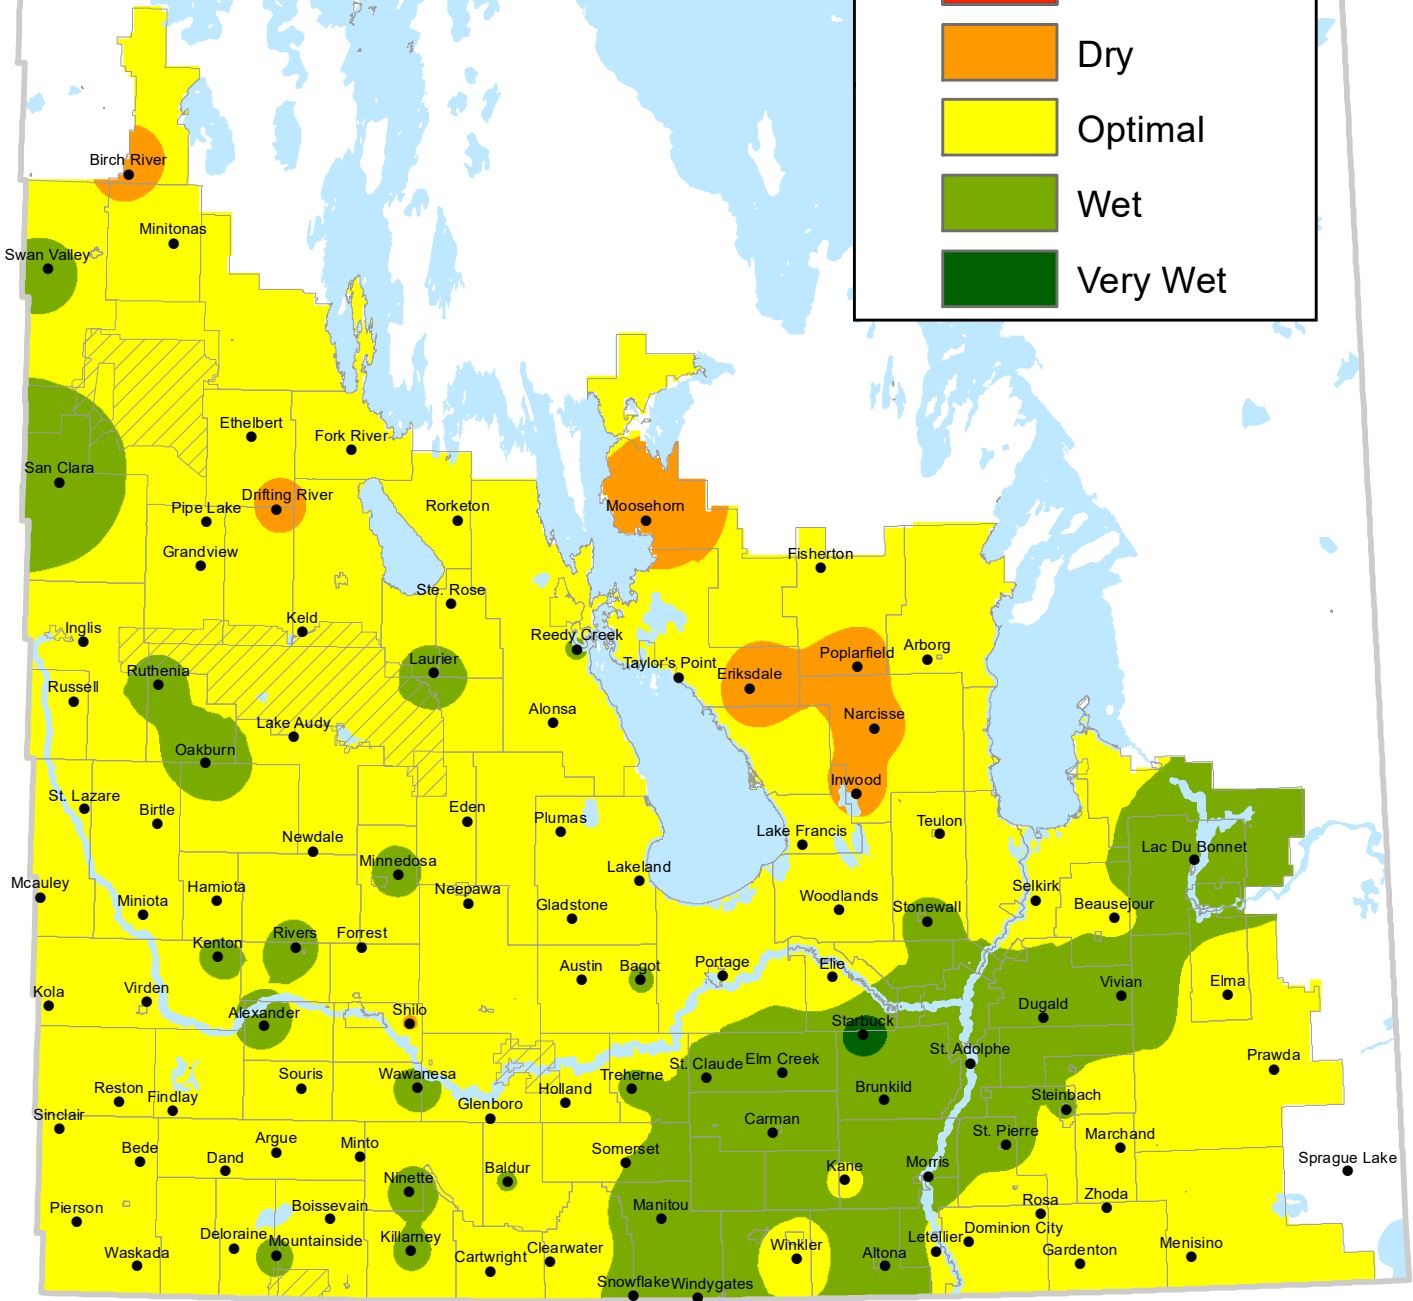 Dry
Optimal
Wet
Very Wet
Birch River
Minitonas
Swan Valley
Ethelbert
Fork River
San Clara
Drifting River
Pipe Lake
Rorketon
Moosehorn
Grandview
Fisherton
Ste. Rose
Keld
Inglis
Reedy Creek
Arborg
Poplarfield
Laurier
Taylor's Point
Ruthenia
Eriksdale
Russell
Alonsa
Narcisse
Lake Audy
Oakburn
Inwood
St. Lazare
Birtle
Eden
Plumas
Teulon
Lake Francis
Newdale
Lac Du Bonnet
Minnedosa
Lakeland
Mcauley
Hamiota
Neepawa
Selkirk
Miniota
Woodlands
Gladstone
Stonewall
Beausejour
Kenton
Rivers
Forrest
Portage
Elie
Austin
Bagot
Kola
Virden
Vivian
Elma
Alexander
Shilo
Dugald
Starbuck
St. Adolphe
Prawda
St. Claude
Elm Creek
Souris
Wawanesa
Treherne
Reston
Findlay
Holland
Brunkild
Steinbach
Glenboro
Sinclair
Carman
St. Pierre
Marchand
Bede
Argue
Minto
Somerset
Dand
Baldur
Kane
Morris
Sprague Lake
Ninette
Pierson
Boissevain
Manitou
Rosa
Zhoda
Deloraine
Mountainside
Killarney
Dominion City
Letellier
Waskada
Cartwright
Clearwater
Winkler
Altona
Gardenton
Menisino
Snowflake
Windygates